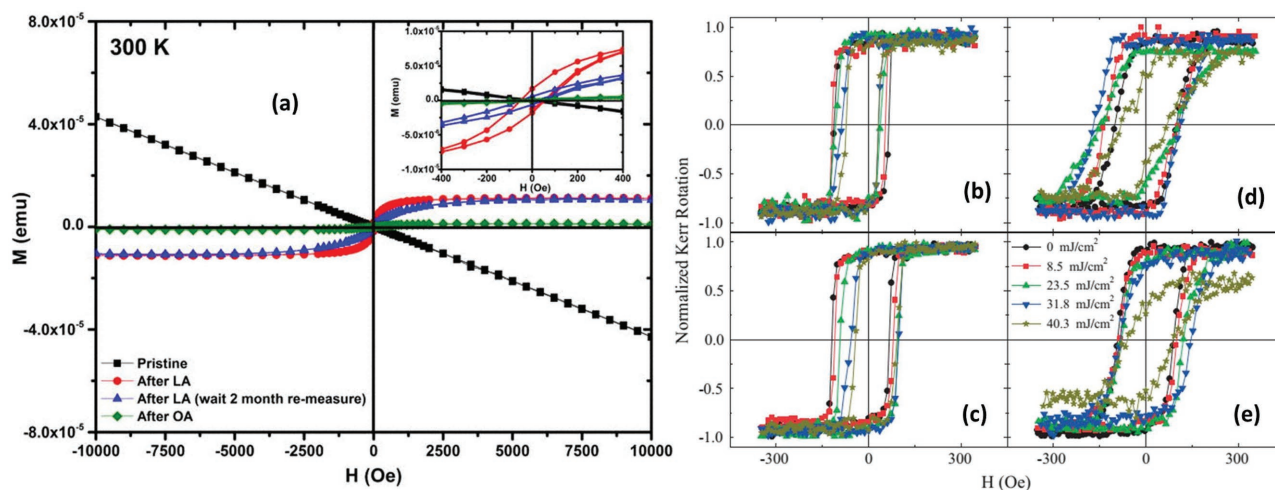 300 K
(a)
M (emu)
8.0x10⁻⁵
4.0x10⁻⁵
0.0
-4.0x10⁻⁵
-8.0x10⁻⁵
-10000 -7500 -5000 -2500 0 2500 5000 7500 10000
H (Oe)
Pristine
After LA
After LA (wait 2 month re-measure)
After OA
M (emu)
1.0x10⁻⁵
5.0x10⁻⁶
0.0
-5.0x10⁻⁶
-1.0x10⁻⁵
-400 -200 0 200 400
H (Oe)
Normalized Kerr Rotation
1.0
0.5
0.0
-0.5
-1.0
(b)
(d)
1.0
0.5
0.0
-0.5
-1.0
(c)
0 mJ/cm²
8.5 mJ/cm²
23.5 mJ/cm²
31.8 mJ/cm²
40.3 mJ/cm²
(e)
-300 0 300 -300 0 300
H (Oe)